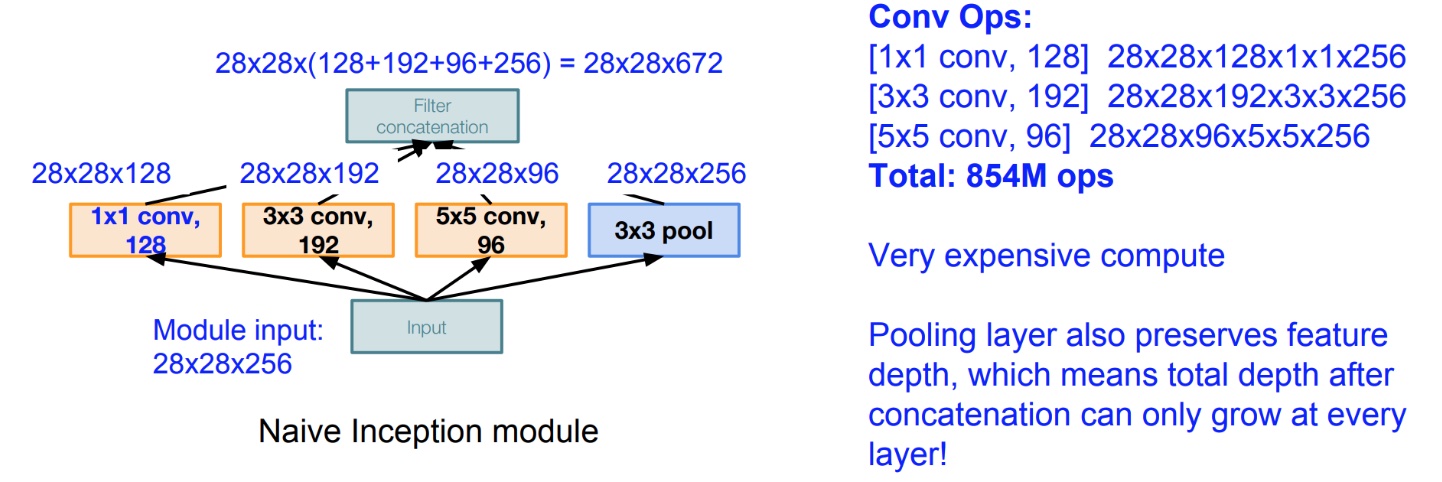 28x28x(128+192+96+256) = 28x28x672
Filter
concatenation
28x28x128
28x28x192
28x28x96
28x28x256
1x1 conv,
128
3x3 conv,
192
5x5 conv,
96
3x3 pool
Input
Module input:
28x28x256
Naive Inception module
Conv Ops:
[1x1 conv, 128] 28x28x128x1x1x256
[3x3 conv, 192] 28x28x192x3x3x256
[5x5 conv, 96] 28x28x96x5x5x256
Total: 854M ops
Very expensive compute
Pooling layer also preserves feature
depth, which means total depth after
concatenation can only grow at every
layer!